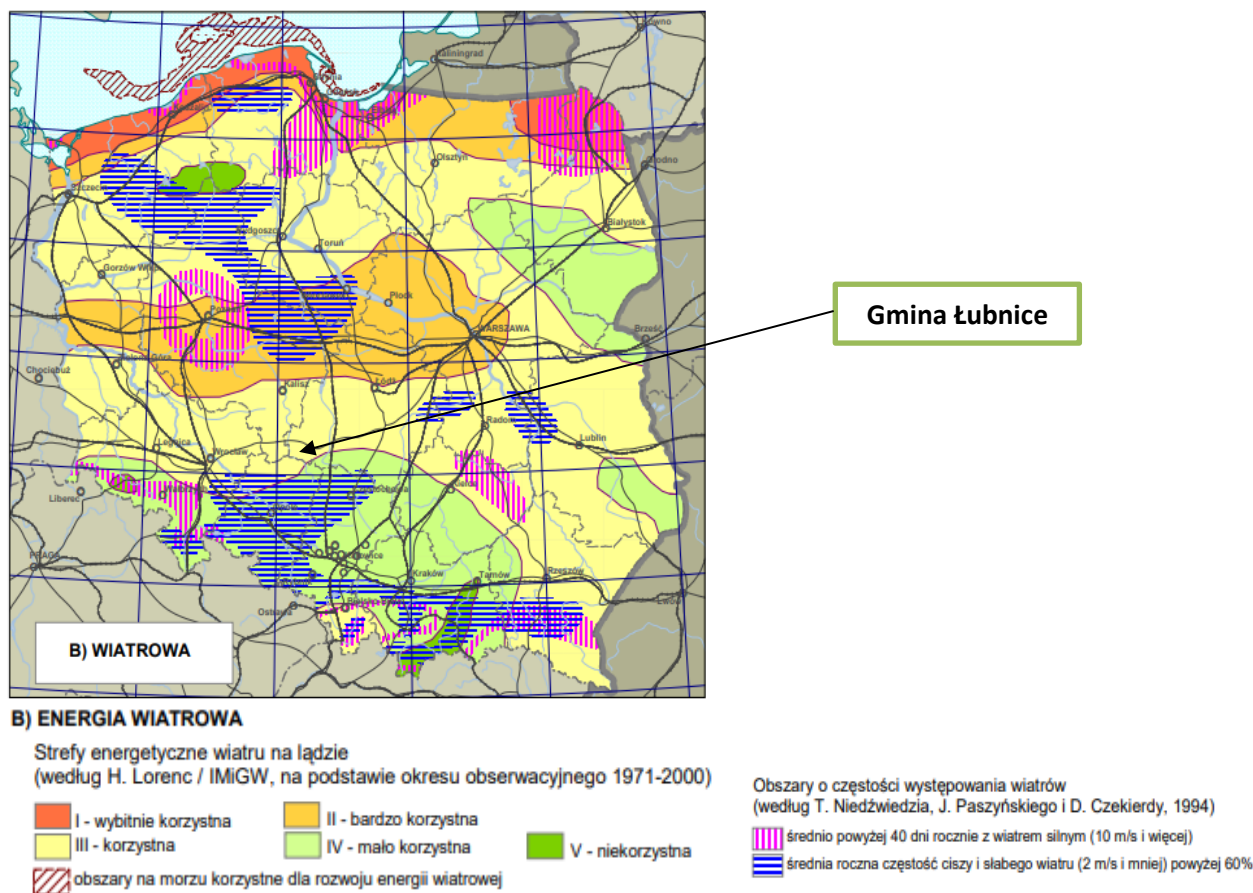 Kaliningrad
Olsztyn
Grodno
Szczecin
Białystok
Toruń
Gorzów Wlkp.
Płock
WARSZAWA
Brześć
Zielona Góra
Chociebuż
Kalisz
Łódź
Radom
Lublin
Legnica
Wrocław
Liberec
PRAGA
Kraków
Tarnów
Rzeszów
Lwów
Ostrawa
Gmina Łubnice
B) WIATROWA
B) ENERGIA WIATROWA
Strefy energetyczne wiatru na lądzie
(według H. Lorenc / IMiGW, na podstawie okresu obserwacyjnego 1971-2000)
I - wybitnie korzystna
II - bardzo korzystna
III - korzystna
IV - mało korzystna
V - niekorzystna
obszary na morzu korzystne dla rozwoju energii wiatrowej
Obszary o częstości występowania wiatrów
(według T. Niedźwiedzia, J. Paszyńskiego i D. Czekierdy, 1994)
średnio powyżej 40 dni rocznie z wiatrem silnym (10 m/s i więcej)
średnia roczna częstość ciszy i słabego wiatru (2 m/s i mniej) powyżej 60%